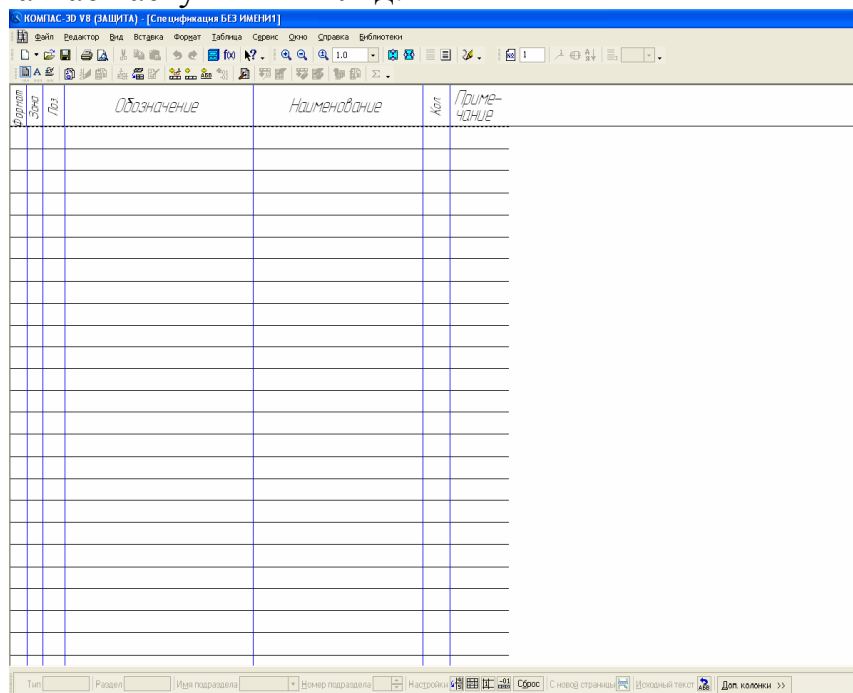 КОМПАС-3D V8 (ЗАЩИТА) - [Спецификация БЕЗ ИМЕНИ1]
Файл Редактор Вид Вставка Формат Таблица Сервис Окно Справка Библиотеки
1.0 1
Формат Зона Поз. Обозначение Наименование Кол Приме-
чание
Тип Раздел Имя подраздела Номер подраздела Настройки Сброс С новой страницы Исходный текст Доп. колонки >>